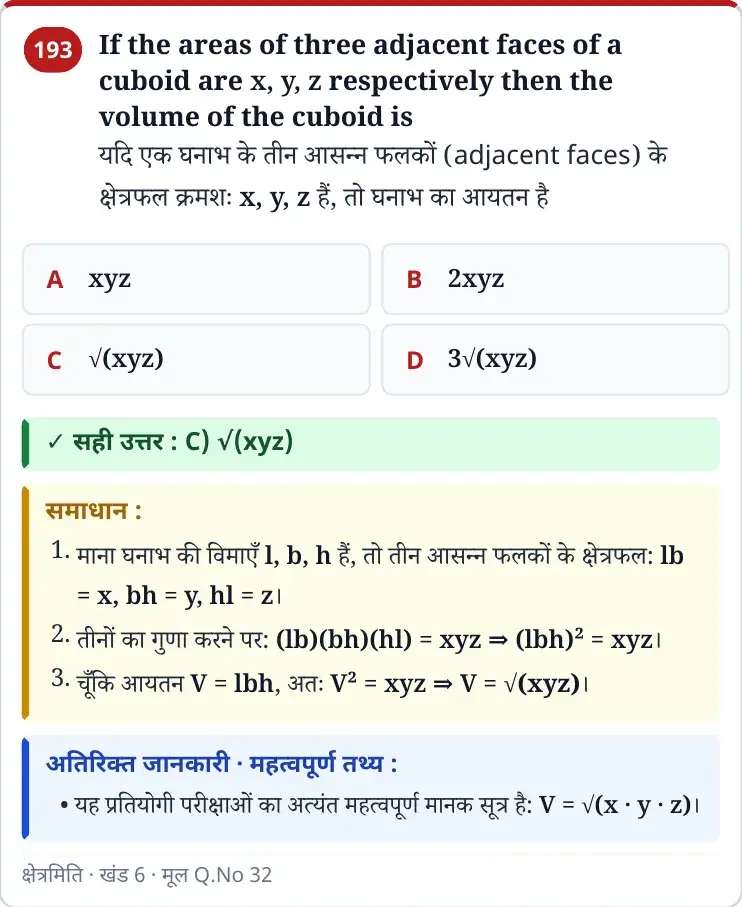 193 If the areas of three adjacent faces of a
cuboid are x, y, z respectively then the
volume of the cuboid is
यदि एक घनाभ के तीन आसन्न फलकों (adjacent faces) के
क्षेत्रफल क्रमशः x, y, z हैं, तो घनाभ का आयतन है
A xyz
B 2xyz
C √(xyz)
D 3√(xyz)
✓ सही उत्तर : C) √(xyz)
समाधान :
1. माना घनाभ की विमाएँ l, b, h हैं, तो तीन आसन्न फलकों के क्षेत्रफल: lb
= x, bh = y, hl = z।
2. तीनों का गुणा करने पर: (lb)(bh)(hl) = xyz ⇒ (lbh)² = xyz।
3. चूँकि आयतन V = lbh, अतः V² = xyz ⇒ V = √(xyz)।
अतिरिक्त जानकारी · महत्वपूर्ण तथ्य :
• यह प्रतियोगी परीक्षाओं का अत्यंत महत्वपूर्ण मानक सूत्र है: V = √(x · y · z)।
क्षेत्रमिति · खंड 6 · मूल Q.No 32